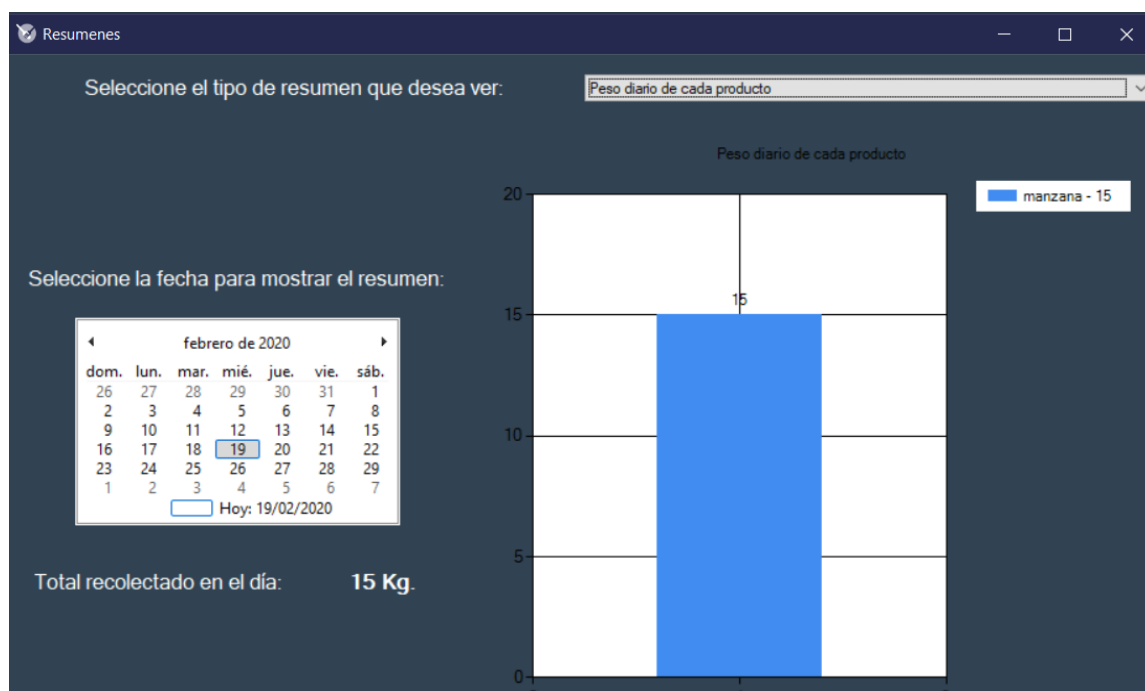 Resumenes
Seleccione el tipo de resumen que desea ver:
Peso diario de cada producto
Peso diario de cada producto
manzana - 15
20
15
15
10
5
0
Seleccione la fecha para mostrar el resumen:
febrero de 2020
dom. lun. mar. mié. jue. vie. sáb.
26 27 28 29 30 31 1
2 3 4 5 6 7 8
9 10 11 12 13 14 15
16 17 18 19 20 21 22
23 24 25 26 27 28 29
1 2 3 4 5 6 7
Hoy: 19/02/2020
Total recolectado en el día: 15 Kg.